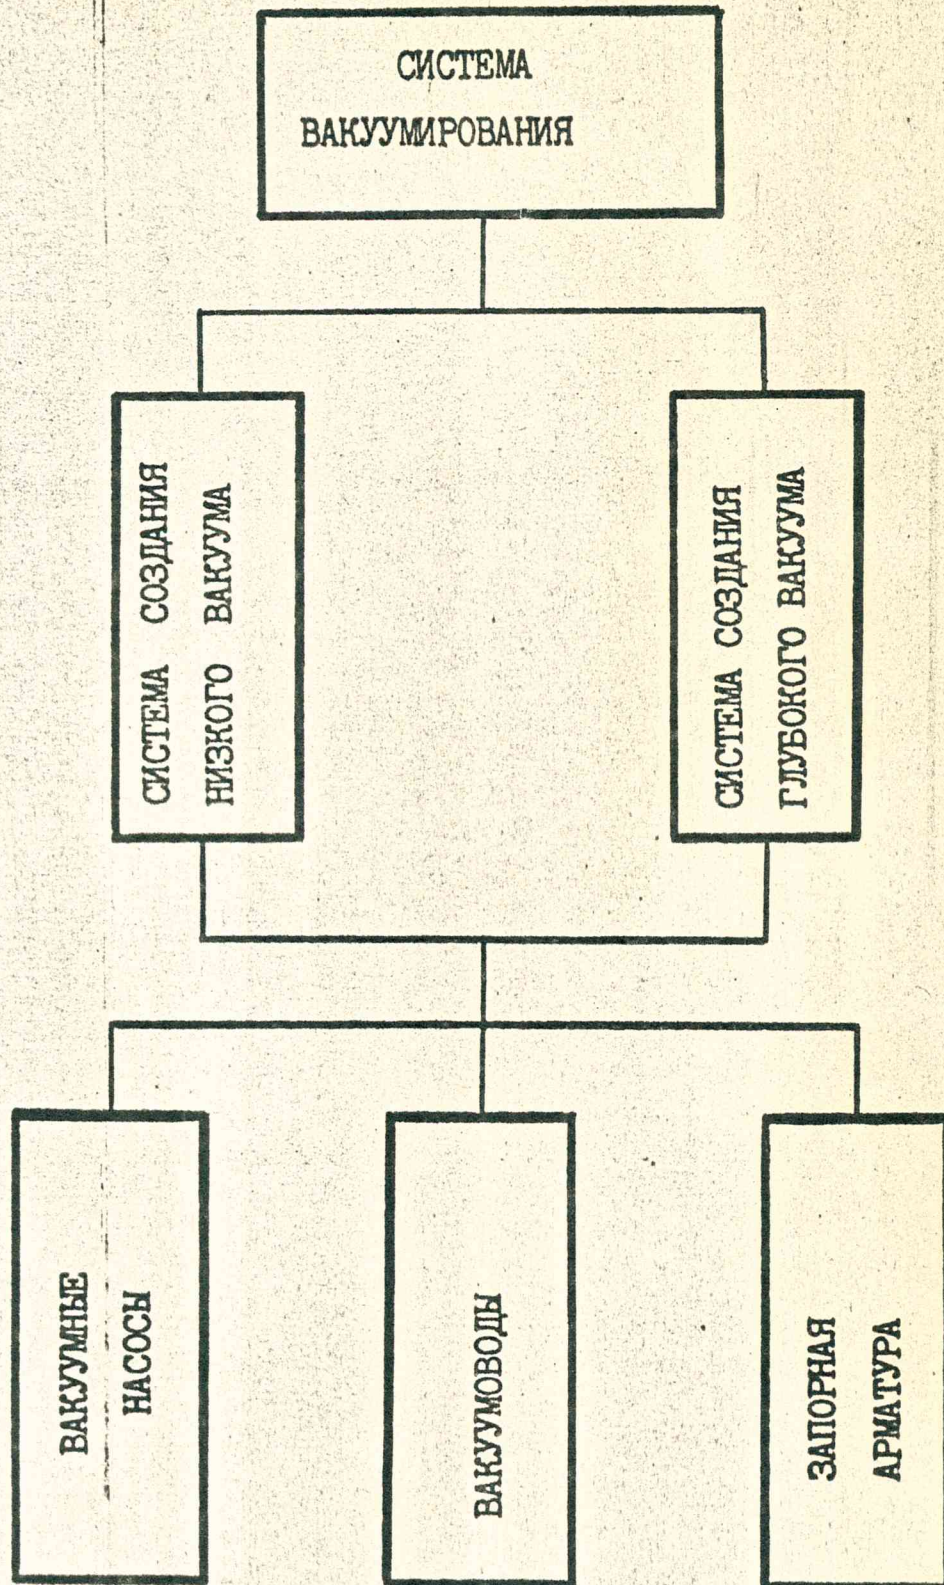 СИСТЕМА
ВАКУУМИРОВАНИЯ
СИСТЕМА СОЗДАНИЯ
НИЗКОГО ВАКУУМА
СИСТЕМА СОЗДАНИЯ
ГЛУБОКОГО ВАКУУМА
ВАКУУМНЫЕ
НАСОСЫ
ВАКУУМОВОДЫ
ЗАПОРНАЯ
АРМАТУРА